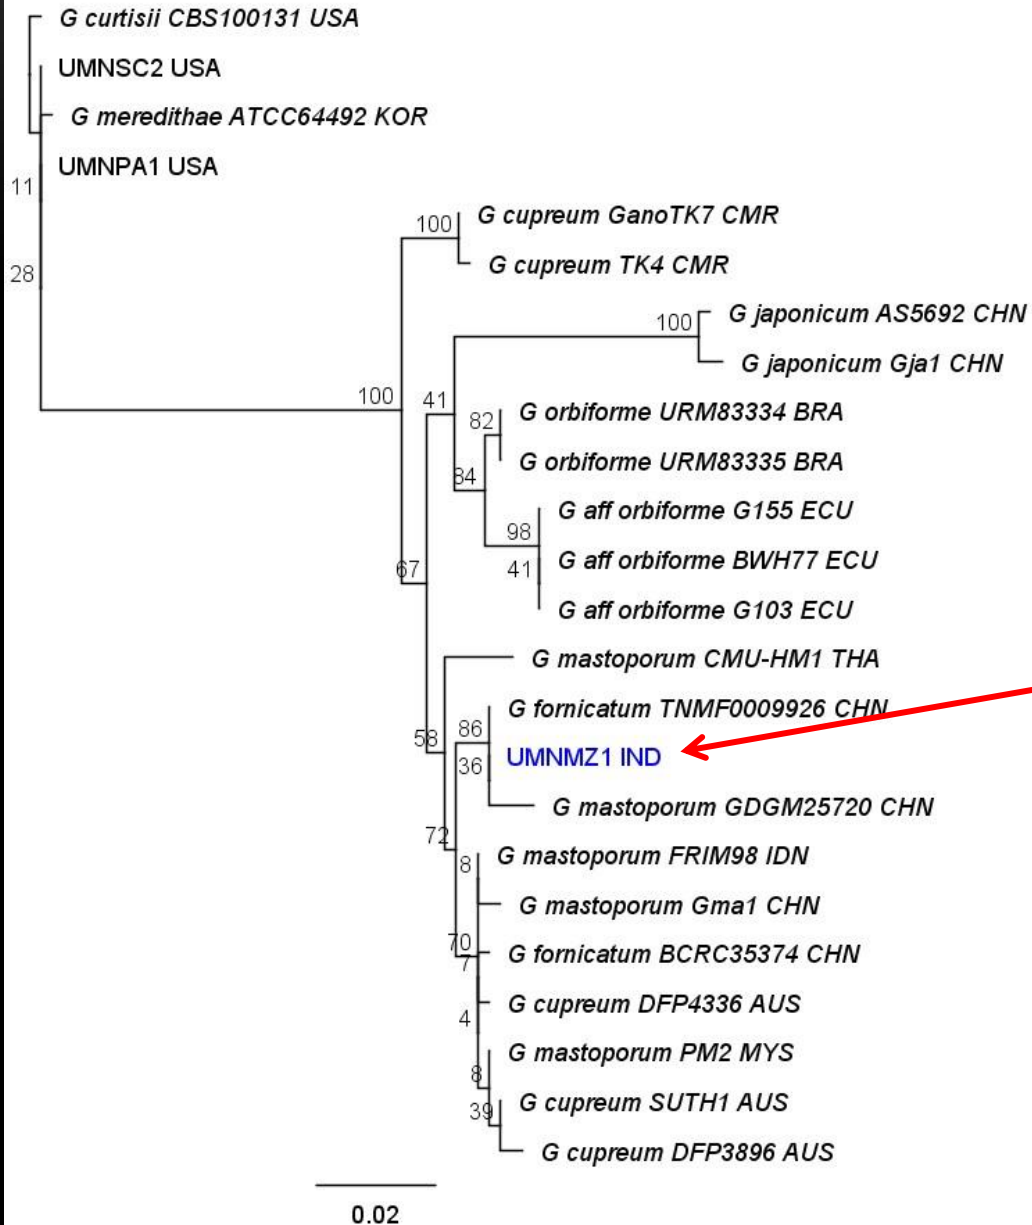 G curtisii CBS100131 USA
UMNSC2 USA
G meredithae ATCC64492 KOR
UMNPA1 USA
11
G cupreum GanoTK7 CMR
100
G cupreum TK4 CMR
28
G japonicum AS5692 CHN
100
G japonicum Gja1 CHN
100
41
G orbiforme URM83334 BRA
82
G orbiforme URM83335 BRA
84
G aff orbiforme G155 ECU
98
G aff orbiforme BWH77 ECU
41
67
G aff orbiforme G103 ECU
G mastoporum CMU-HM1 THA
G fornicatum TNMF0009926 CHN
86
58
UMNMZ1 IND
36
G mastoporum GDGM25720 CHN
72
G mastoporum FRIM98 IDN
8
G mastoporum Gma1 CHN
70
G fornicatum BCRC35374 CHN
7
G cupreum DFP4336 AUS
4
G mastoporum PM2 MYS
8
G cupreum SUTH1 AUS
39
G cupreum DFP3896 AUS
0.02